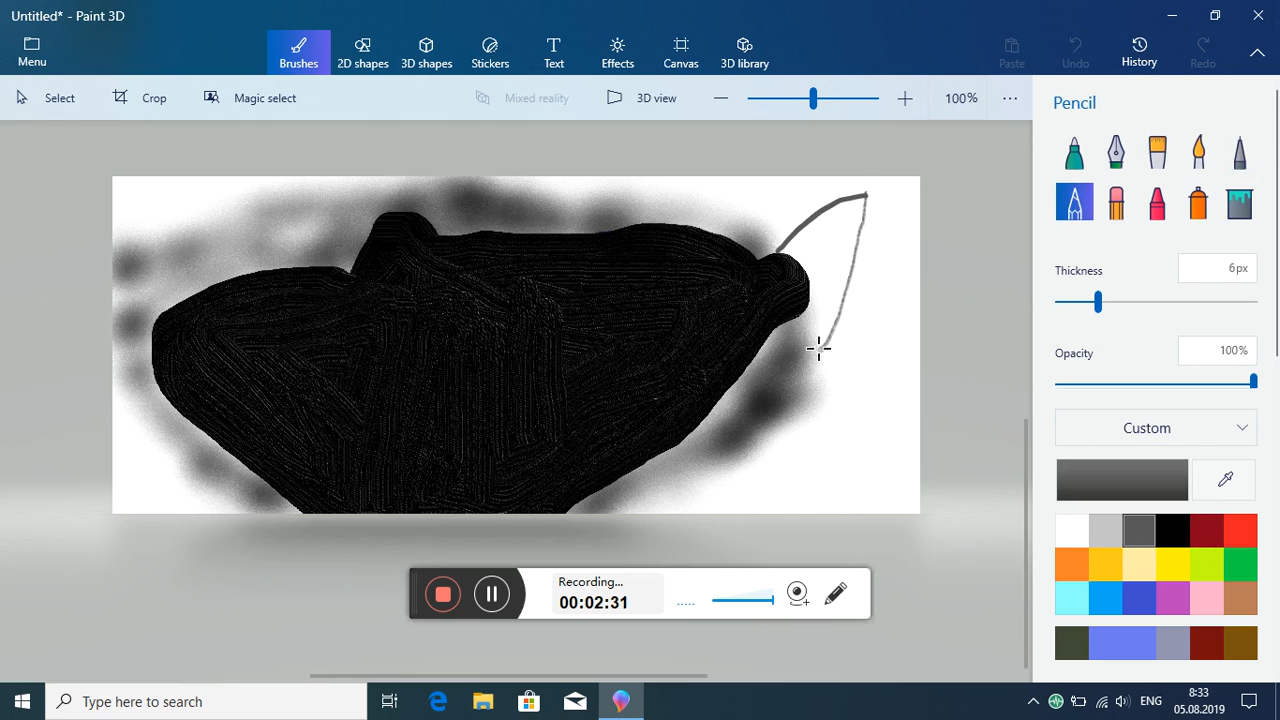 Untitled* - Paint 3D
Menu
Brushes
2D shapes
3D shapes
Stickers
Text
Effects
Canvas
3D library
Paste
Undo
History
Redo
Select
Crop
Magic select
Mixed reality
3D view
100%
Pencil
Thickness
6px
Opacity
100%
Custom
Recording...
00:02:31
Type here to search
ENG
8:33
05.08.2019